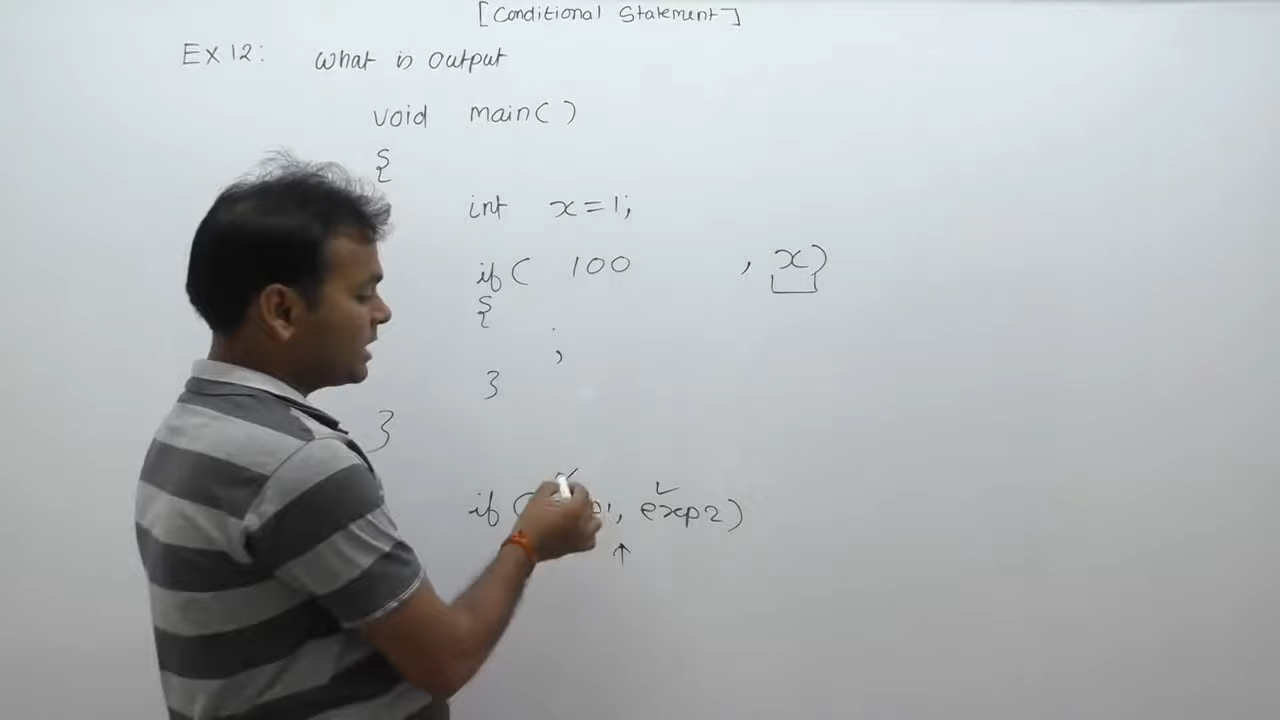 [Conditional Statement]
Ex 12: What is output
void main( )
{
int x=1;
if( 100 , x)
{
;
}
}
if ( , exp2)